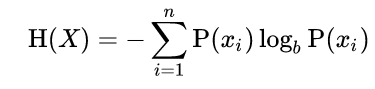 H(X) = − ∑_{i=1}^{n} P(x_i) log_b P(x_i)